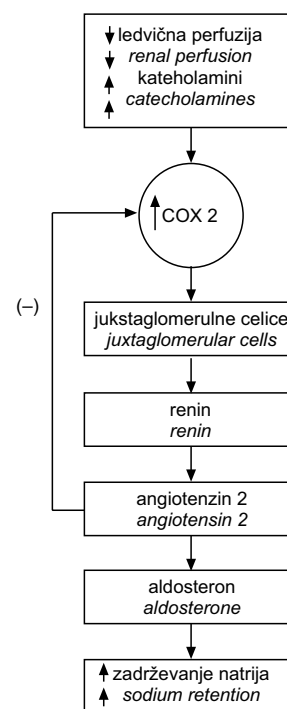 ↓ ledvična perfuzija
↓ renal perfusion
↑ kateholamini
↑ catecholamines
↑ COX 2
(–)
jukstaglomerulne celice
juxtaglomerular cells
renin
renin
angiotenzin 2
angiotensin 2
aldosteron
aldosterone
↑ zadrževanje natrija
↑ sodium retention